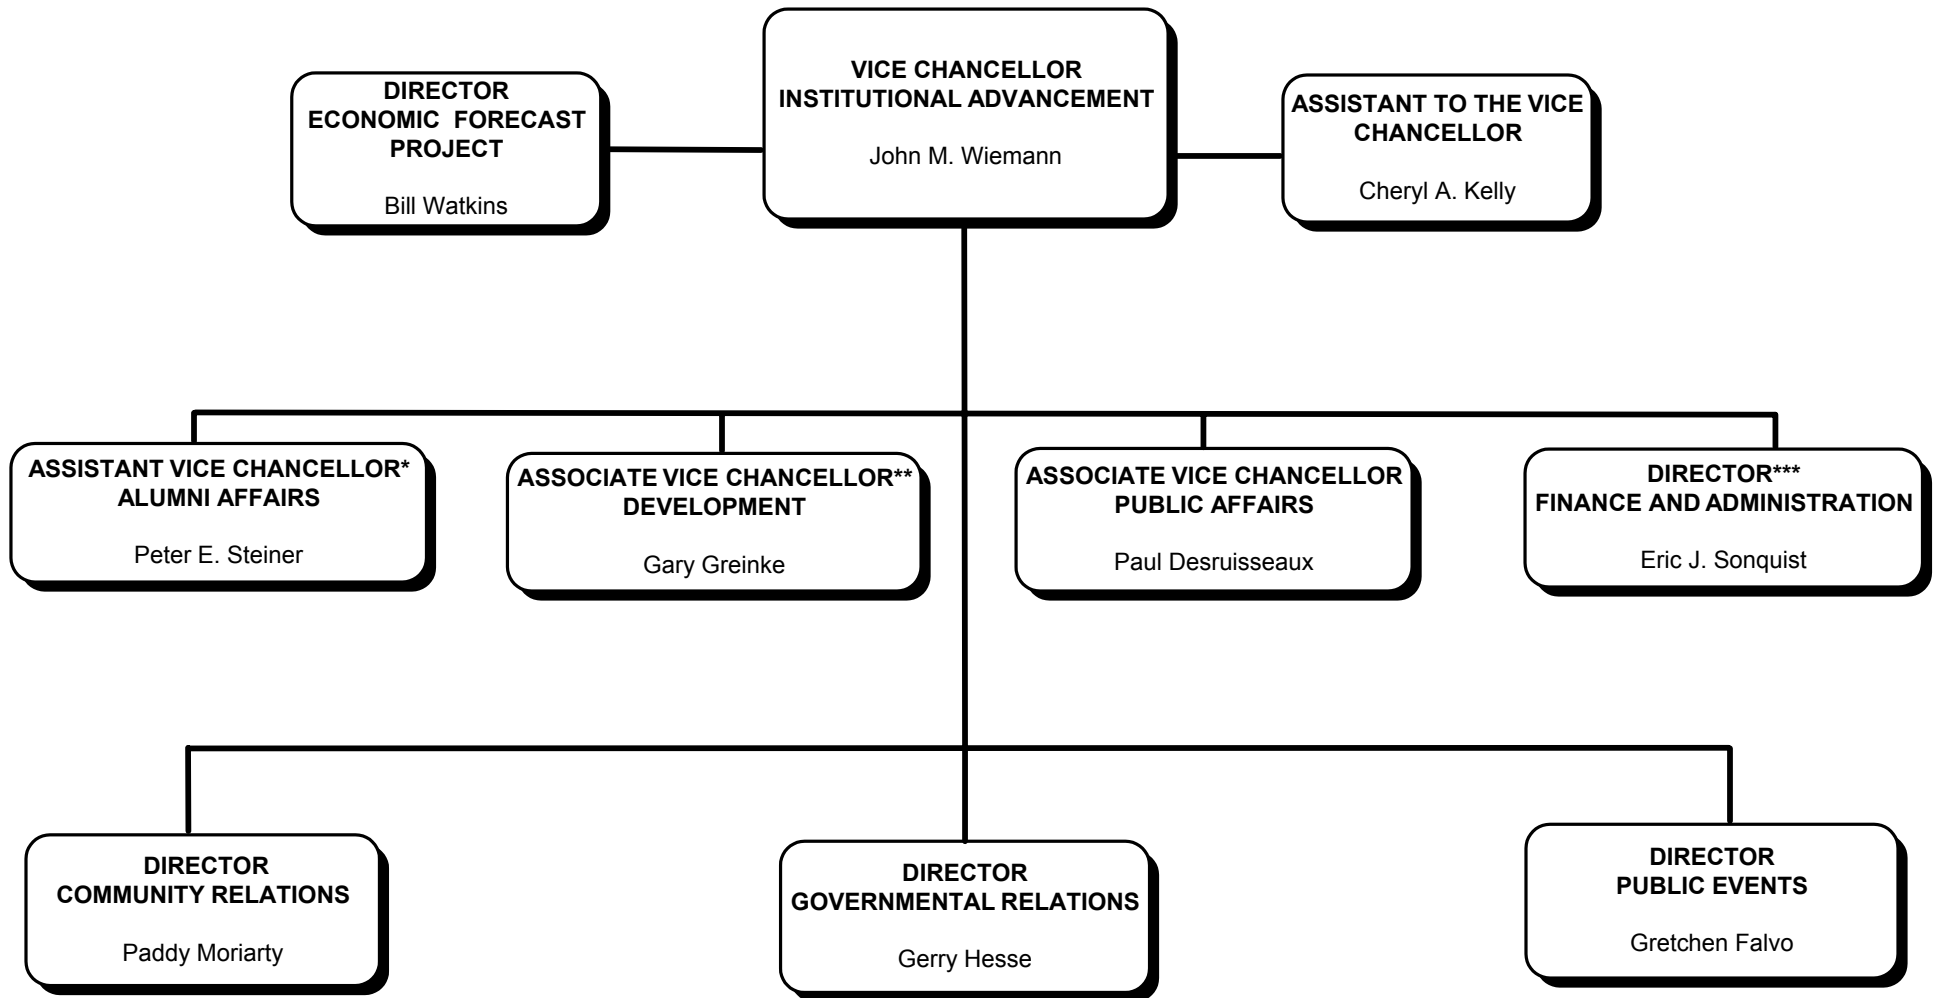 DIRECTOR
ECONOMIC FORECAST
PROJECT
Bill Watkins
VICE CHANCELLOR
INSTITUTIONAL ADVANCEMENT
John M. Wiemann
ASSISTANT TO THE VICE
CHANCELLOR
Cheryl A. Kelly
ASSISTANT VICE CHANCELLOR*
ALUMNI AFFAIRS
Peter E. Steiner
ASSOCIATE VICE CHANCELLOR**
DEVELOPMENT
Gary Greinke
ASSOCIATE VICE CHANCELLOR
PUBLIC AFFAIRS
Paul Desruisseaux
DIRECTOR***
FINANCE AND ADMINISTRATION
Eric J. Sonquist
DIRECTOR
COMMUNITY RELATIONS
Paddy Moriarty
DIRECTOR
GOVERNMENTAL RELATIONS
Gerry Hesse
DIRECTOR
PUBLIC EVENTS
Gretchen Falvo